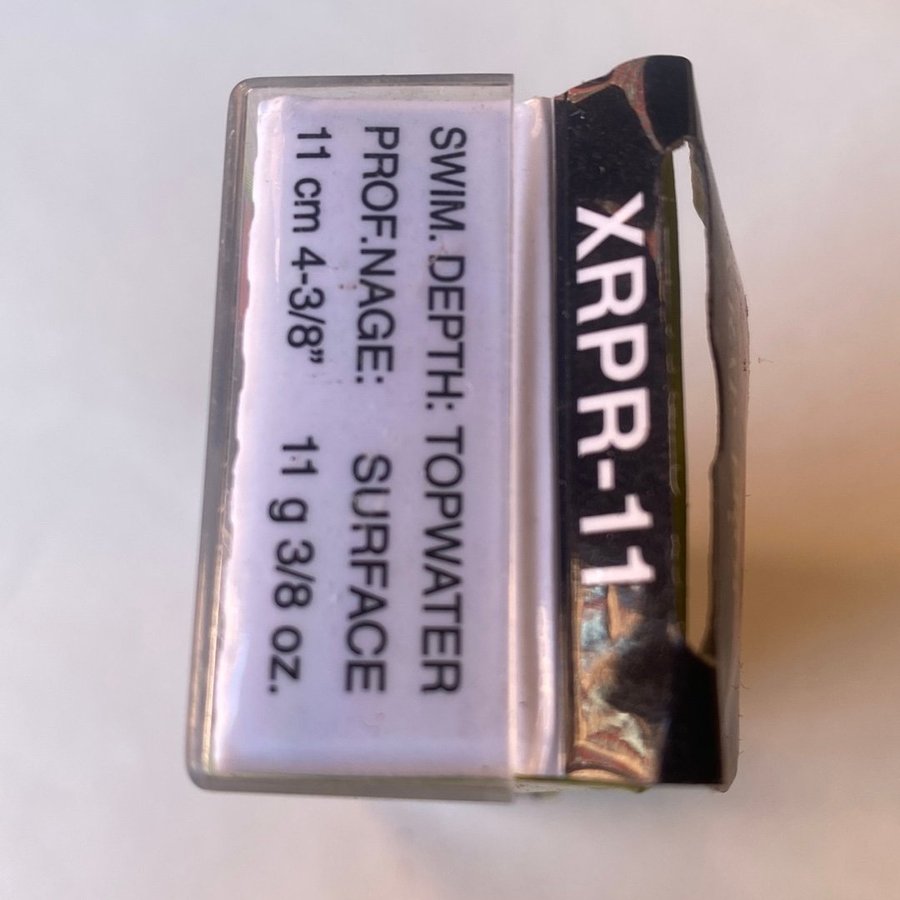 XRPR-11
SWIM. DEPTH: TOPWATER
PROF.NAGE: SURFACE
11 cm 4-3/8” 11 g 3/8 oz.